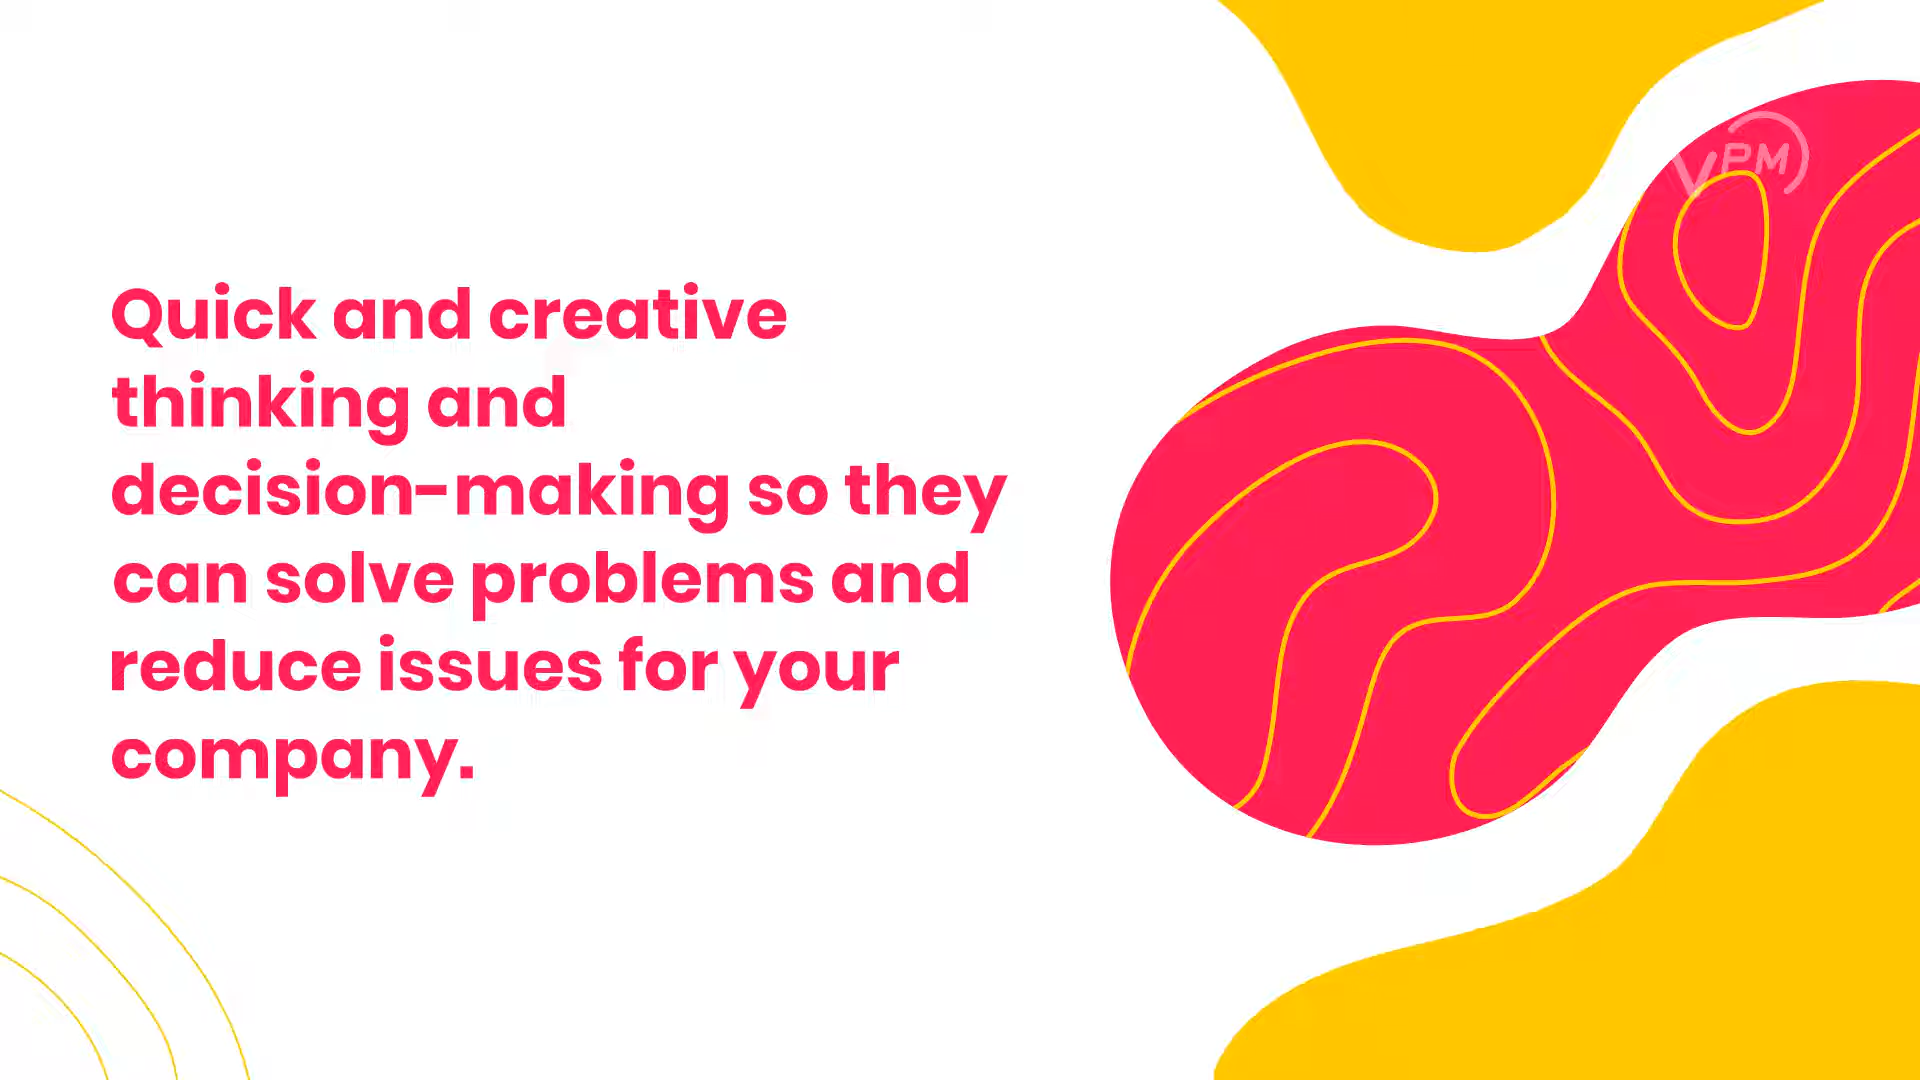 VPM
Quick and creative
thinking and
decision-making so they
can solve problems and
reduce issues for your
company.